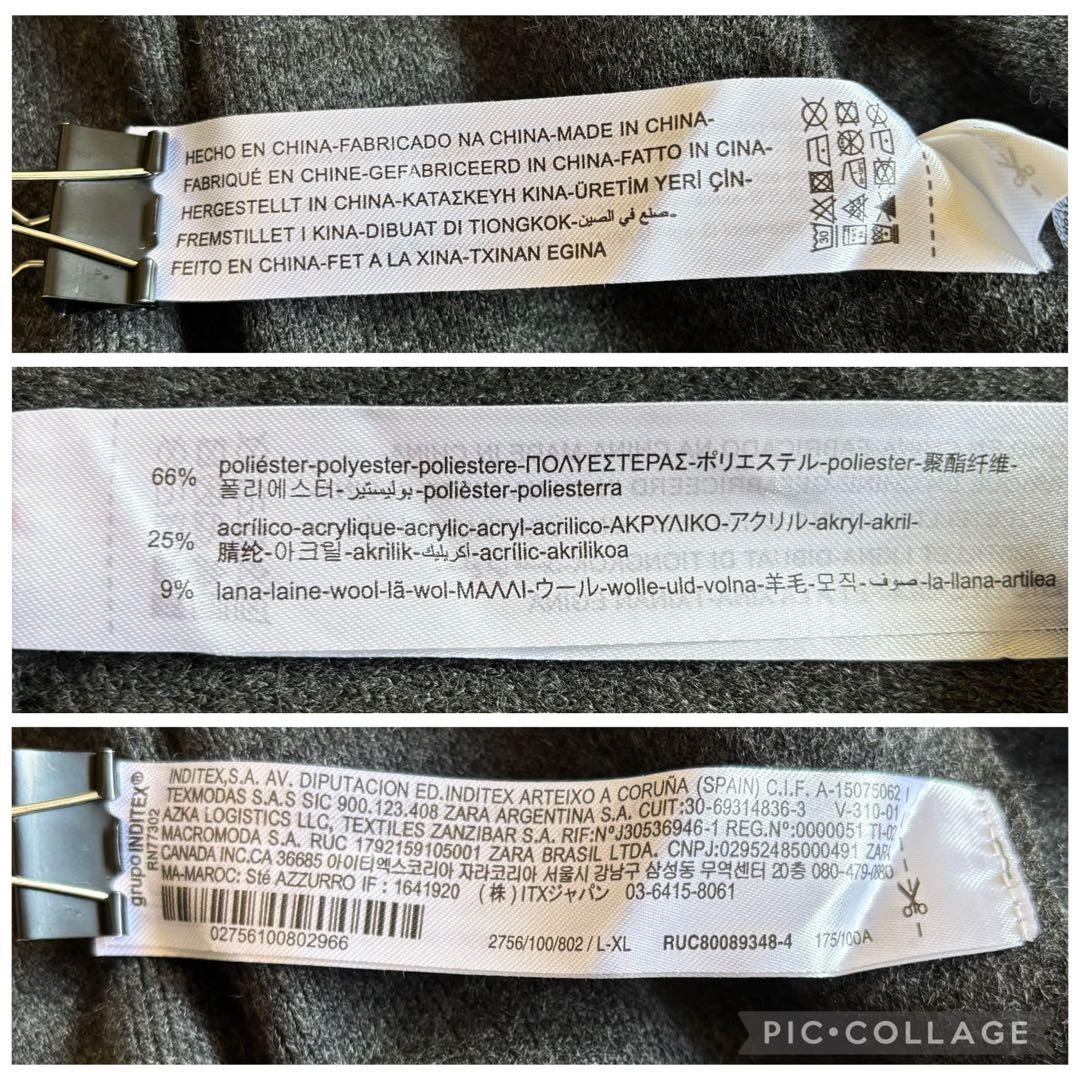 HECHO EN CHINA-FABRICADO NA CHINA-MADE IN CHINA-
FABRIQUÉ EN CHINE-GEFABRICEERD IN CHINA-FATTO IN CINA-
HERGESTELLT IN CHINA-ΚΑΤΑΣΚΕΥΗ ΚΙΝΑ-ÜRETİM YERİ ÇİN-
FREMSTILLET I KINA-DIBUAT DI TIONGKOK-صنع في الصين-
FEITO EN CHINA-FET A LA XINA-TXINAN EGINA
30
66% poliéster-polyester-poliestere-ΠΟΛΥΕΣΤΕΡΑΣ-ポリエステル-poliester-聚酯纤维-
폴리에스터-بوليستير-polièster-poliesterra
25% acrílico-acrylique-acrylic-acryl-acrilico-ΑΚΡΥΛΙΚΟ-アクリル-akryl-akril-
腈纶-아크릴-akrilik-أكريليك-acrílic-akrilikoa
9% lana-laine-wool-lã-wol-ΜΑΛΛΙ-ウール-wolle-uld-volna-羊毛-모직-صوف-la-llana-artilea
grupo INDITEX®
RN77302
INDITEX,S.A. AV. DIPUTACION ED.INDITEX ARTEIXO A CORUÑA (SPAIN) C.I.F. A-15075062
TEXMODAS S.A.S SIC 900.123.408 ZARA ARGENTINA S.A. CUIT:30-69314836-3 V-310-01
AZKA LOGISTICS LLC, TEXTILES ZANZIBAR S.A. RIF:NºJ30536946-1 REG.Nº:0000051 TI-02
MACROMODA S.A. RUC 1792159105001 ZARA BRASIL LTDA. CNPJ:02952485000491 ZARA
CANADA INC.CA 36685 아이티엑스코리아 자라코리아 서울시 강남구 삼성동 무역센터 20층 080-479-0880
MA-MAROC: Sté AZZURRO IF : 1641920 (株)ITXジャパン 03-6415-8061
02756100802966
2756/100/802 / L-XL RUC80089348-4 175/100A
PIC•COLLAGE